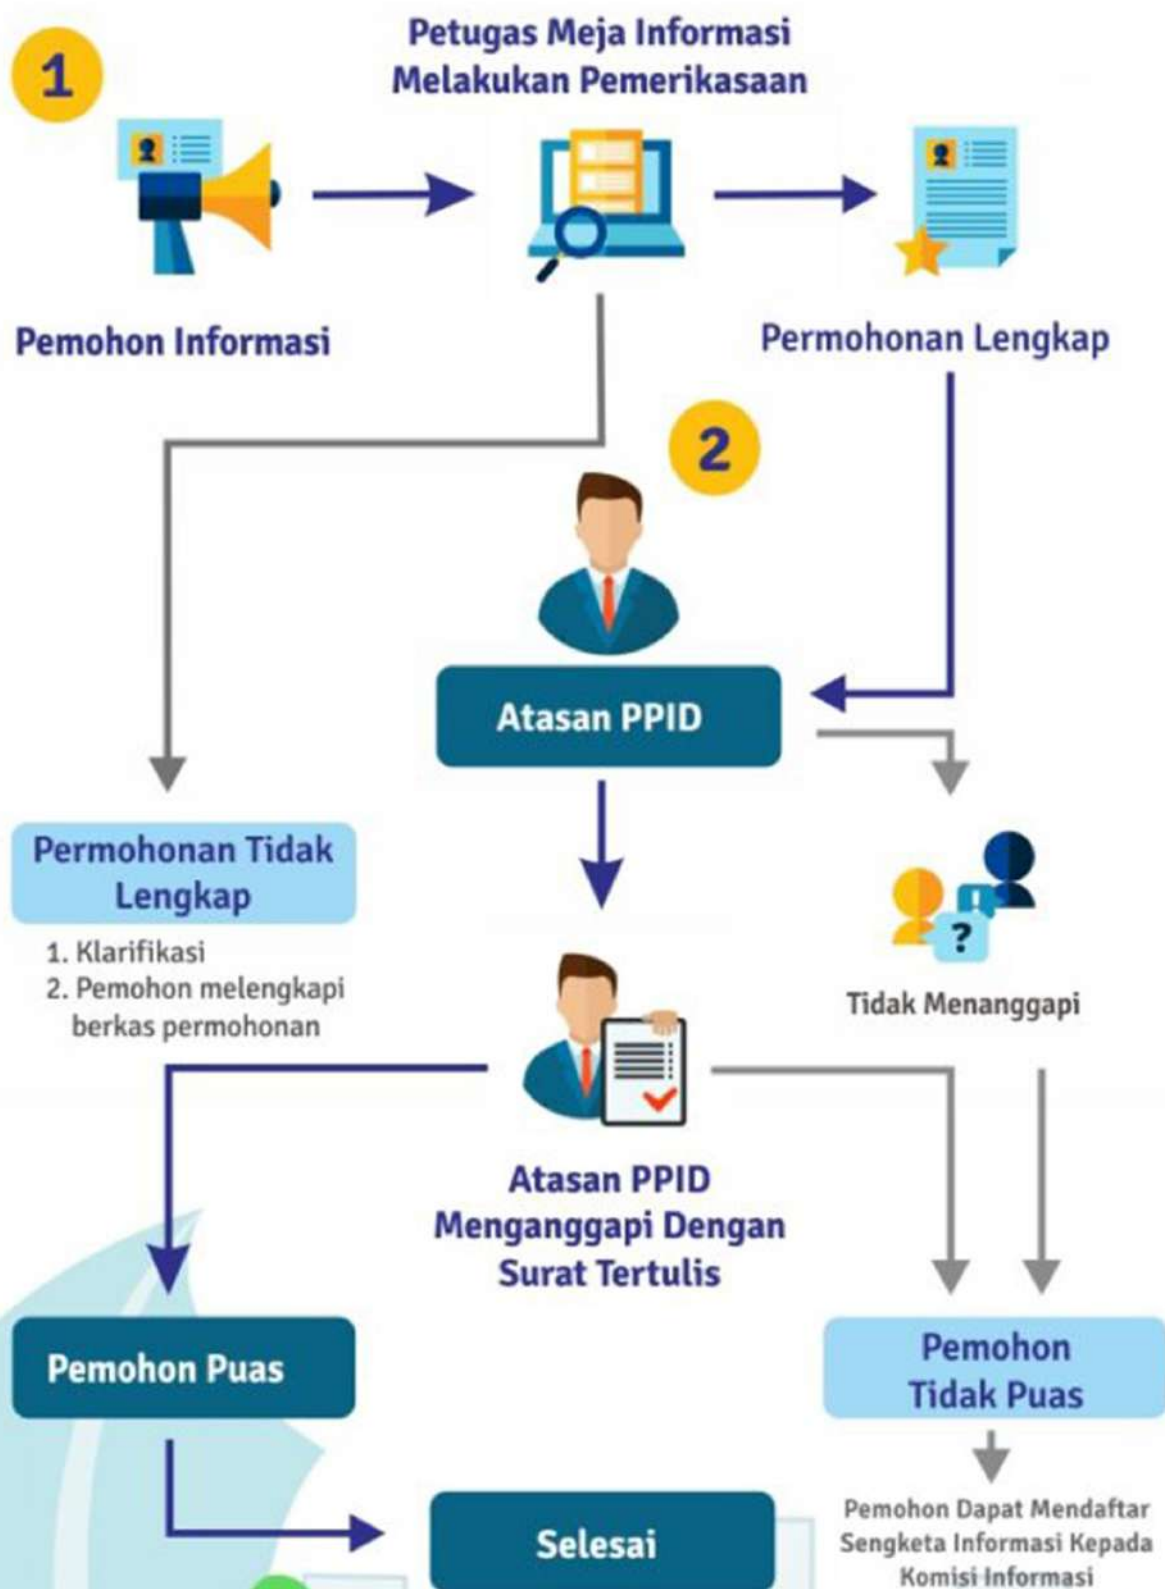 1
Petugas Meja Informasi
Melakukan Pemerikasaan
Pemohon Informasi
Permohonan Lengkap
2
Atasan PPID
Permohonan Tidak
Lengkap
1. Klarifikasi
2. Pemohon melengkapi
berkas permohonan
!
?
Tidak Menanggapi
Atasan PPID
Menganggapi Dengan
Surat Tertulis
Pemohon Puas
Pemohon
Tidak Puas
Selesai
Pemohon Dapat Mendaftar
Sengketa Informasi Kepada
Komisi Informasi